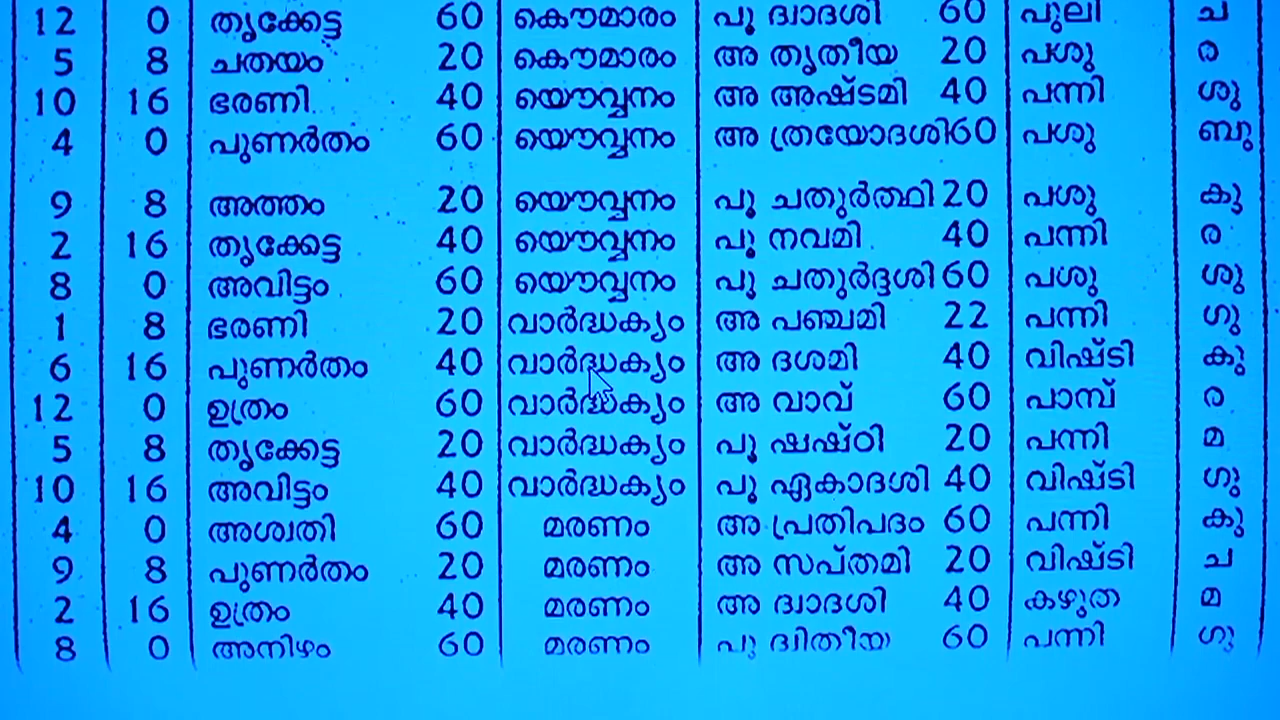 12 0 തൃക്കേട്ട 60 കൌമാരം പൂ ദ്വാദശി 60 പുലി ച
5 8 ചതയം 20 കൌമാരം അ തൃതീയ 20 പശു ര
10 16 ഭരണി 40 യൌവ്വനം അ അഷ്ടമി 40 പന്നി ശു
4 0 പുണർതം 60 യൌവ്വനം അ ത്രയോദശി 60 പശു ബു
9 8 അത്തം 20 യൌവ്വനം പൂ ചതുർത്ഥി 20 പശു കു
2 16 തൃക്കേട്ട 40 യൌവ്വനം പൂ നവമി 40 പന്നി ര
8 0 അവിട്ടം 60 യൌവ്വനം പൂ ചതുർദ്ദശി 60 പശു ശു
1 8 ഭരണി 20 വാർദ്ധക്യം അ പഞ്ചമി 22 പന്നി ഗു
6 16 പുണർതം 40 വാർദ്ധക്യം അ ദശമി 40 വിഷ്ടി കു
12 0 ഉത്രം 60 വാർദ്ധക്യം അ വാവ് 60 പാമ്പ് ര
5 8 തൃക്കേട്ട 20 വാർദ്ധക്യം പൂ ഷഷ്ഠി 20 പന്നി മ
10 16 അവിട്ടം 40 വാർദ്ധക്യം പൂ ഏകാദശി 40 വിഷ്ടി ഗു
4 0 അശ്വതി 60 മരണം അ പ്രതിപദം 60 പന്നി കു
9 8 പുണർതം 20 മരണം അ സപ്തമി 20 വിഷ്ടി ച
2 16 ഉത്രം 40 മരണം അ ദ്വാദശി 40 കഴുത മ
8 0 അനിഴം 60 മരണം പൂ ദ്വിതീയ 60 പന്നി ഗു